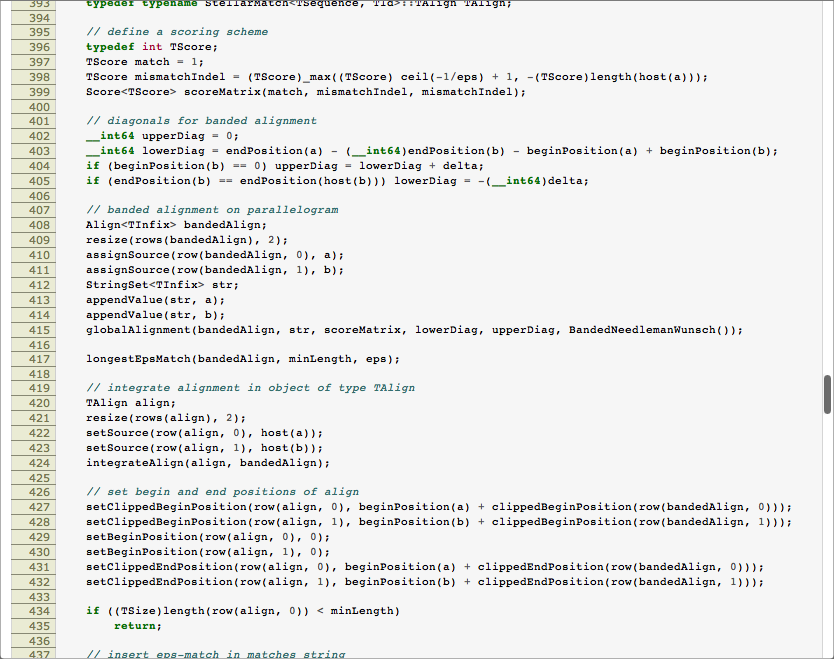 393 typedef typename StellarMatch<TSequence, TId>::TAlign TAlign;
394
395 // define a scoring scheme
396 typedef int TScore;
397 TScore match = 1;
398 TScore mismatchIndel = (TScore)_max((TScore) ceil(-1/eps) + 1, -(TScore)length(host(a)));
399 Score<TScore> scoreMatrix(match, mismatchIndel, mismatchIndel);
400
401 // diagonals for banded alignment
402 __int64 upperDiag = 0;
403 __int64 lowerDiag = endPosition(a) - (__int64)endPosition(b) - beginPosition(a) + beginPosition(b);
404 if (beginPosition(b) == 0) upperDiag = lowerDiag + delta;
405 if (endPosition(b) == endPosition(host(b))) lowerDiag = -(__int64)delta;
406
407 // banded alignment on parallelogram
408 Align<TInfix> bandedAlign;
409 resize(rows(bandedAlign), 2);
410 assignSource(row(bandedAlign, 0), a);
411 assignSource(row(bandedAlign, 1), b);
412 StringSet<TInfix> str;
413 appendValue(str, a);
414 appendValue(str, b);
415 globalAlignment(bandedAlign, str, scoreMatrix, lowerDiag, upperDiag, BandedNeedlemanWunsch());
416
417 longestEpsMatch(bandedAlign, minLength, eps);
418
419 // integrate alignment in object of type TAlign
420 TAlign align;
421 resize(rows(align), 2);
422 setSource(row(align, 0), host(a));
423 setSource(row(align, 1), host(b));
424 integrateAlign(align, bandedAlign);
425
426 // set begin and end positions of align
427 setClippedBeginPosition(row(align, 0), beginPosition(a) + clippedBeginPosition(row(bandedAlign, 0)));
428 setClippedBeginPosition(row(align, 1), beginPosition(b) + clippedBeginPosition(row(bandedAlign, 1)));
429 setBeginPosition(row(align, 0), 0);
430 setBeginPosition(row(align, 1), 0);
431 setClippedEndPosition(row(align, 0), beginPosition(a) + clippedEndPosition(row(bandedAlign, 0)));
432 setClippedEndPosition(row(align, 1), beginPosition(b) + clippedEndPosition(row(bandedAlign, 1)));
433
434 if ((TSize)length(row(align, 0)) < minLength)
435 return;
436
437 // insert eps-match in matches string